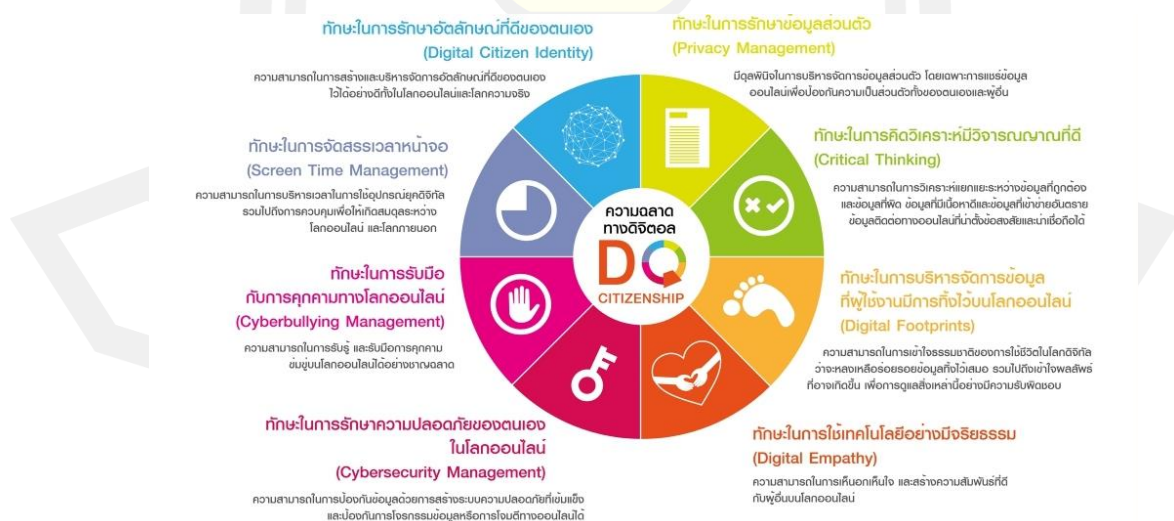 ทักษะในการรักษาอัตลักษณ์ที่ดีของตนเอง
(Digital Citizen Identity)
ความสามารถในการสร้างและบริหารจัดการอัตลักษณ์ที่ดีของตนเอง
ไว้ได้อย่างดีทั้งในโลกออนไลน์และโลกความจริง
ทักษะในการรักษาข้อมูลส่วนตัว
(Privacy Management)
มีดุลพินิจในการบริหารจัดการข้อมูลส่วนตัว โดยเฉพาะการแชร์ข้อมูล
ออนไลน์เพื่อป้องกันความเป็นส่วนตัวทั้งของตนเองและผู้อื่น
ทักษะในการจัดสรรเวลาหน้าจอ
(Screen Time Management)
ความสามารถในการบริหารเวลาในการใช้อุปกรณ์ยุคดิจิทัล
รวมไปถึงการควบคุมเพื่อให้เกิดสมดุลระหว่าง
โลกออนไลน์ และโลกภายนอก
ทักษะในการคิดวิเคราะห์มีวิจารณญาณที่ดี
(Critical Thinking)
ความสามารถในการวิเคราะห์แยกแยะระหว่างข้อมูลที่ถูกต้อง
และข้อมูลที่ผิด ข้อมูลที่มีเนื้อหาดีและข้อมูลที่เข้าข่ายอันตราย
ข้อมูลติดต่อทางออนไลน์ที่น่าตั้งข้อสงสัยและน่าเชื่อถือได้
ความฉลาด
ทางดิจิตอล
DQ
CITIZENSHIP
ทักษะในการรับมือ
กับการคุกคามทางโลกออนไลน์
(Cyberbullying Management)
ความสามารถในการรับรู้ และรับมือการคุกคาม
ข่มขู่บนโลกออนไลน์ได้อย่างชาญฉลาด
ทักษะในการบริหารจัดการข้อมูล
ที่ผู้ใช้งานมีการทิ้งไว้บนโลกออนไลน์
(Digital Footprints)
ความสามารถในการเข้าใจธรรมชาติของการใช้ชีวิตในโลกดิจิทัล
ว่าจะหลงเหลือร่อยรอยข้อมูลทิ้งไว้เสมอ รวมไปถึงเข้าใจผลลัพธ์
ที่อาจเกิดขึ้น เพื่อการดูแลสิ่งเหล่านี้อย่างมีความรับผิดชอบ
ทักษะในการรักษาความปลอดภัยของตนเอง
ในโลกออนไลน์
(Cybersecurity Management)
ความสามารถในการป้องกันข้อมูลด้วยการสร้างระบบความปลอดภัยที่เข้มแข็ง
และป้องกันการโจรกรรมข้อมูลหรือการโจมตีทางออนไลน์ได้
ทักษะในการใช้เทคโนโลยีอย่างมีจริยธรรม
(Digital Empathy)
ความสามารถในการเห็นอกเห็นใจ และสร้างความสัมพันธ์ที่ดี
กับผู้อื่นบนโลกออนไลน์